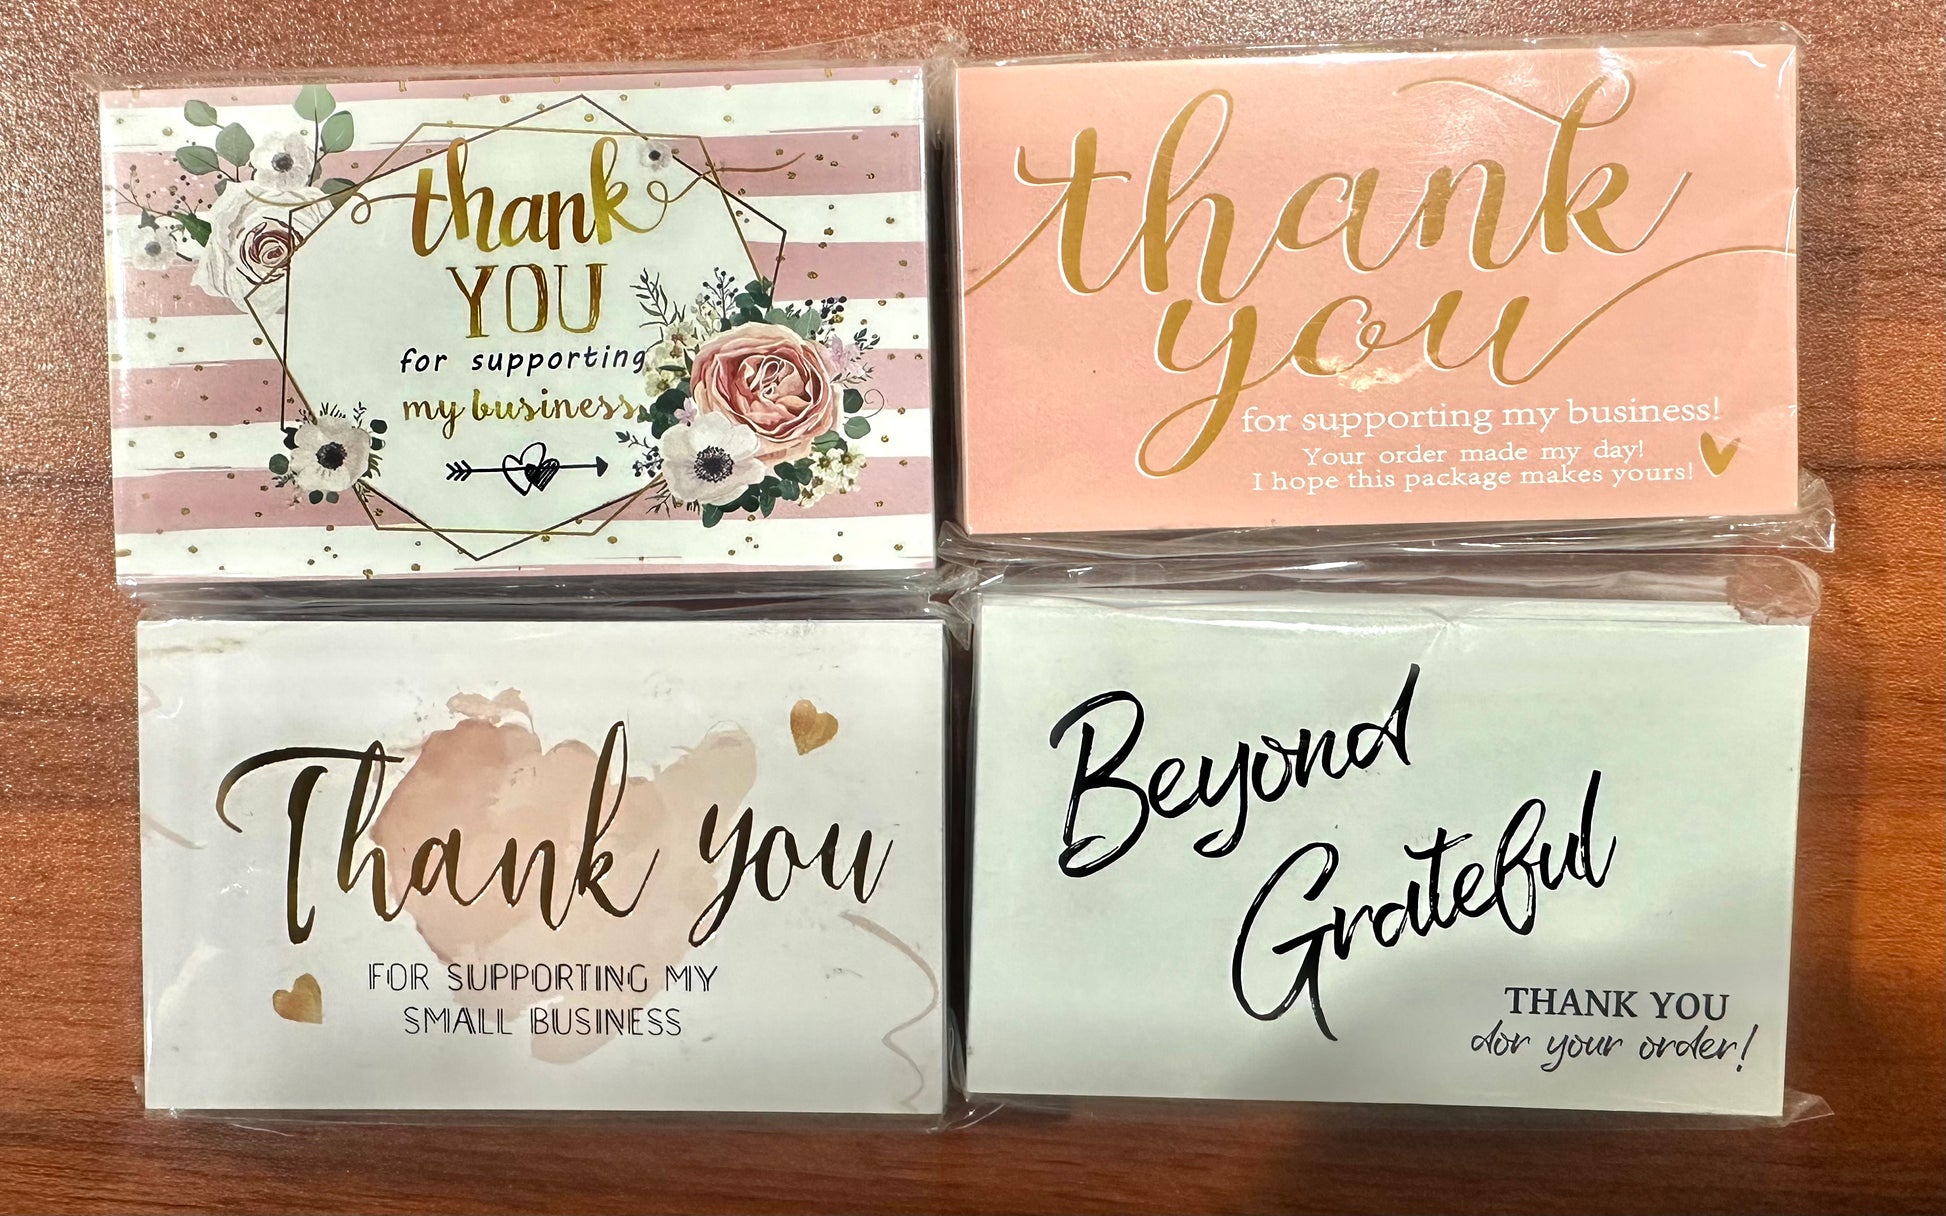 thank
YOU
for supporting
my business
thank
you
for supporting my business!
Your order made my day!
I hope this package makes yours!
Thank you
FOR SUPPORTING MY
SMALL BUSINESS
Beyond
Grateful
THANK YOU
dor your order!